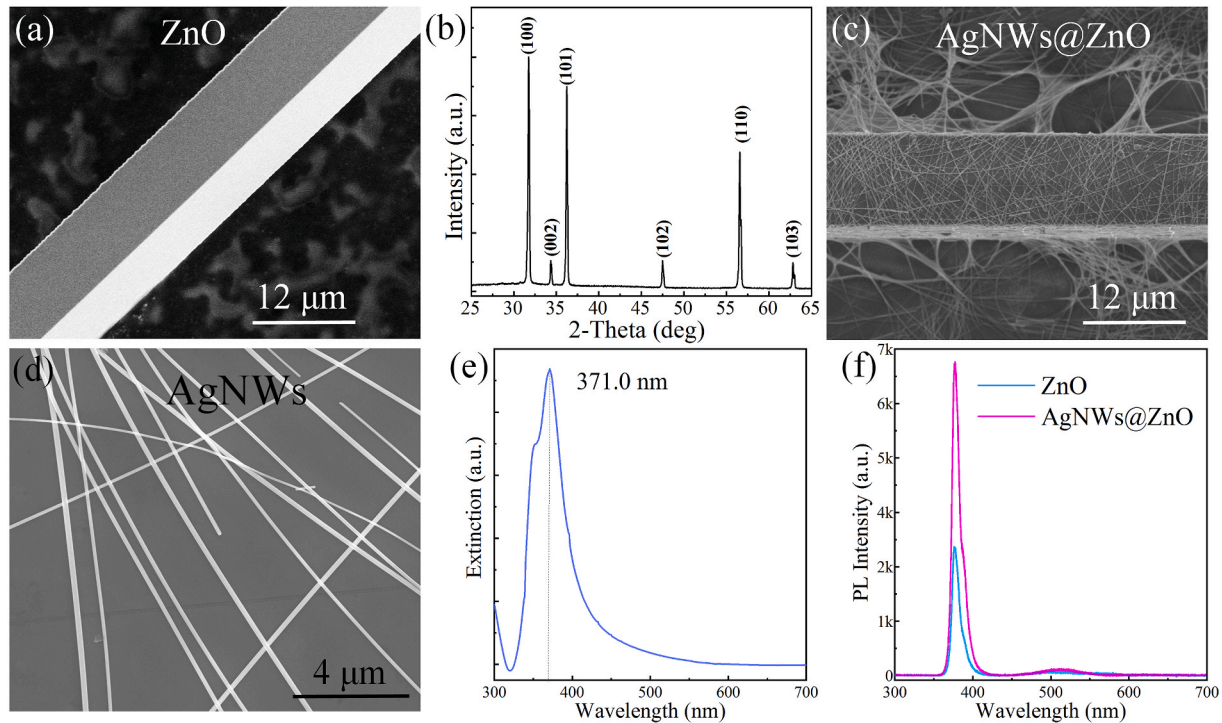 (a)
ZnO
12 μm
(b)
Intensity (a.u.)
(100)
(002)
(101)
(102)
(110)
(103)
25 30 35 40 45 50 55 60 65
2-Theta (deg)
(c)
AgNWs@ZnO
12 μm
(d)
AgNWs
4 μm
(e)
371.0 nm
Extinction (a.u.)
300 400 500 600 700
Wavelength (nm)
(f)
ZnO
AgNWs@ZnO
PL Intensity (a.u.)
7k
6k
5k
4k
2k
1k
0
300 400 500 600 700
Wavelength (nm)